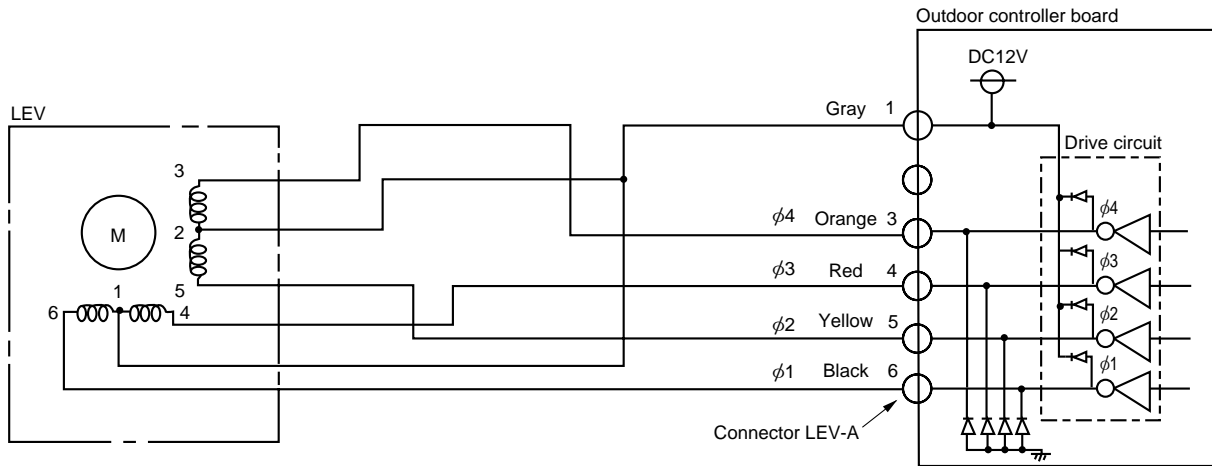 Outdoor controller board
DC12V
LEV
Gray 1
Drive circuit
3
ϕ4 Orange 3
ϕ4
M
2
ϕ3 Red 4
ϕ3
5
1
6
4
ϕ2 Yellow 5
ϕ2
ϕ1 Black 6
ϕ1
Connector LEV-A